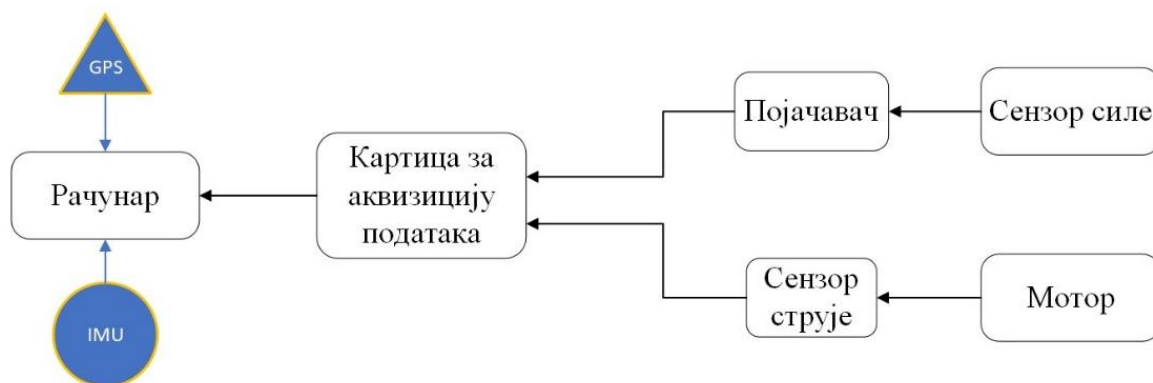 GPS
Појачавач
Сензор силе
Рачунар
Картица за
аквизицију
података
Сензор
струје
Мотор
IMU